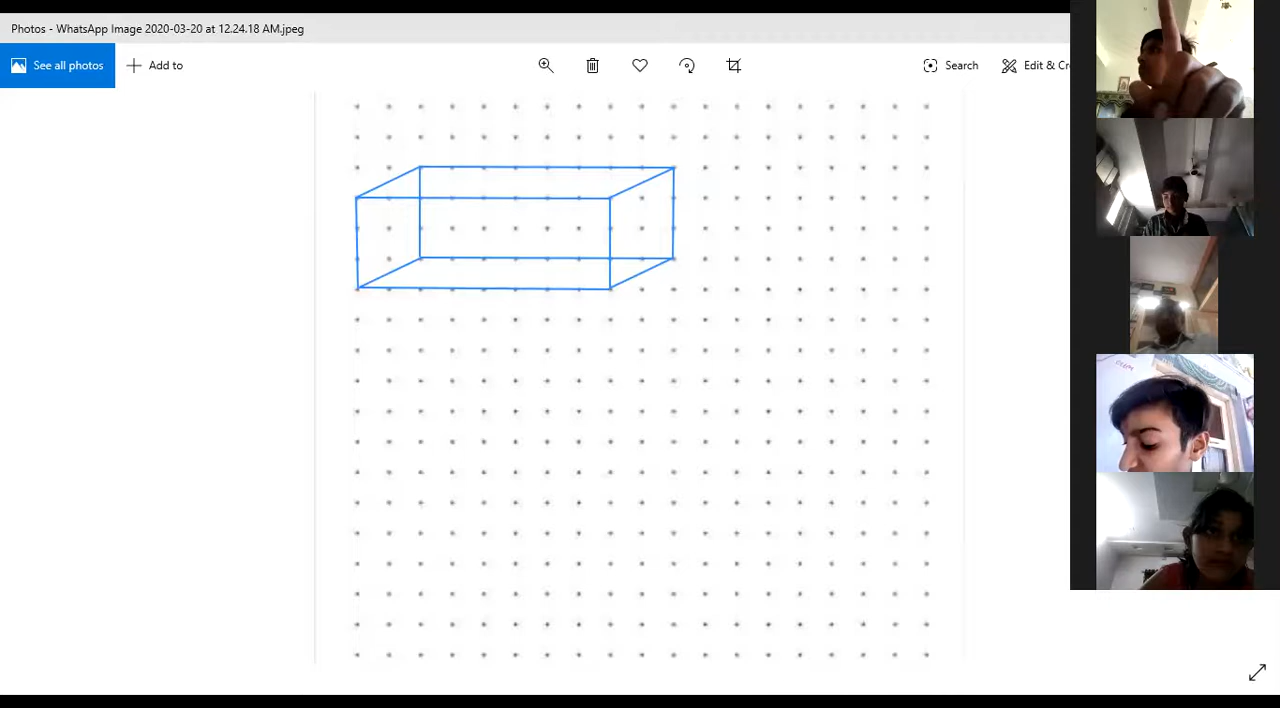 Photos - WhatsApp Image 2020-03-20 at 12.24.18 AM.jpeg
See all photos
Add to
Search
Edit & Cr